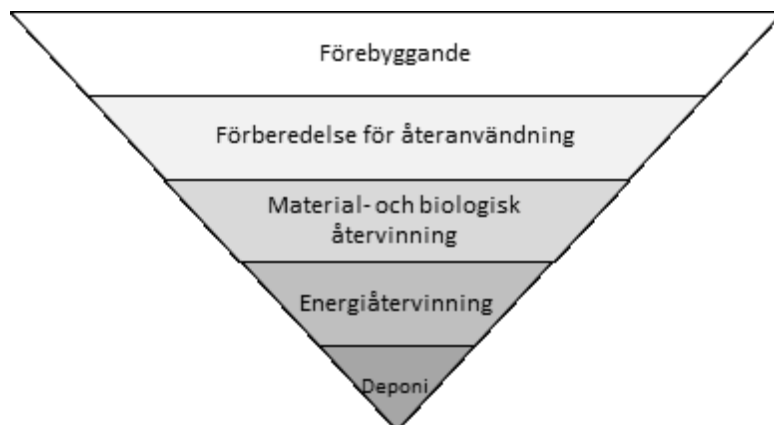 Förebyggande
Förberedelse för återanvändning
Material- och biologisk
återvinning
Energiåtervinning
Deponi